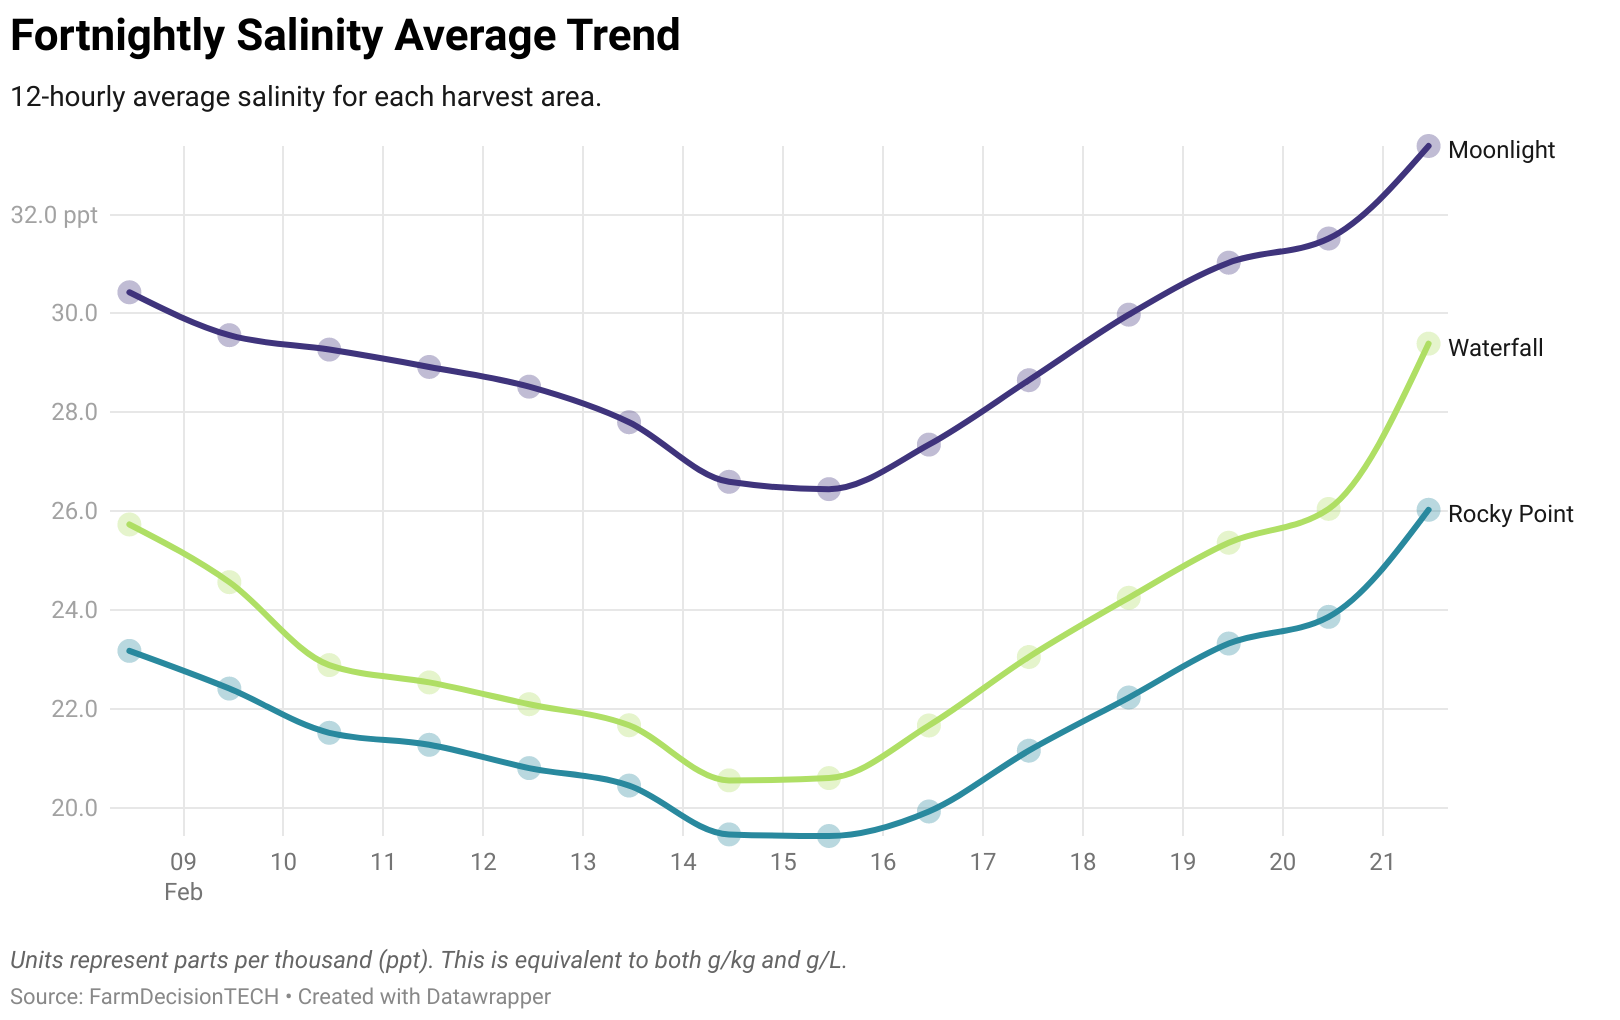 Fortnightly Salinity Average Trend
12-hourly average salinity for each harvest area.
Moonlight
32.0 ppt
30.0
Waterfall
28.0
26.0
Rocky Point
24.0
22.0
20.0
09 10 11 12 13 14 15 16 17 18 19 20 21
Feb
Units represent parts per thousand (ppt). This is equivalent to both g/kg and g/L.
Source: FarmDecisionTECH • Created with Datawrapper